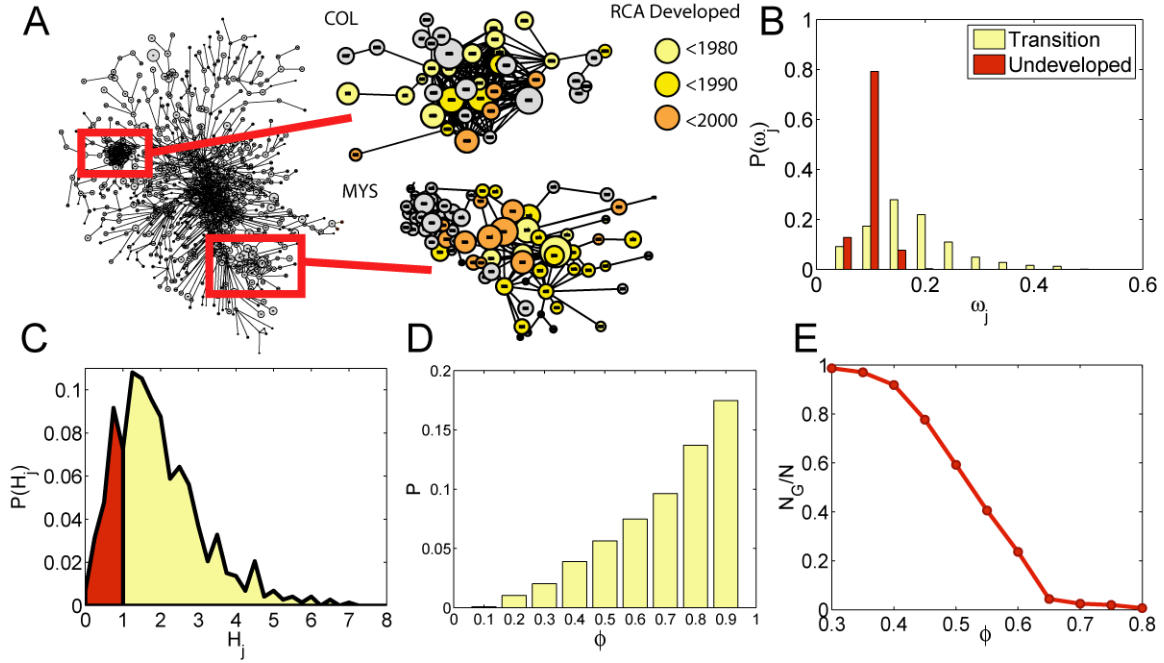 A
COL
RCA Developed
<1980
<1990
<2000
MYS
B
Transition
Undeveloped
P(ω_j)
1
0.8
0.6
0.4
0.2
0
0 0.2 0.4 0.6
ω_j
C
P(H_j)
0.1
0.08
0.06
0.04
0.02
0
0 1 2 3 4 5 6 7 8
H_j
D
P
0.2
0.15
0.1
0.05
0
0 0.1 0.2 0.3 0.4 0.5 0.6 0.7 0.8 0.9 1
ϕ
E
N_G/N
1
0.8
0.6
0.4
0.2
0
0.3 0.4 0.5 0.6 0.7 0.8
ϕ